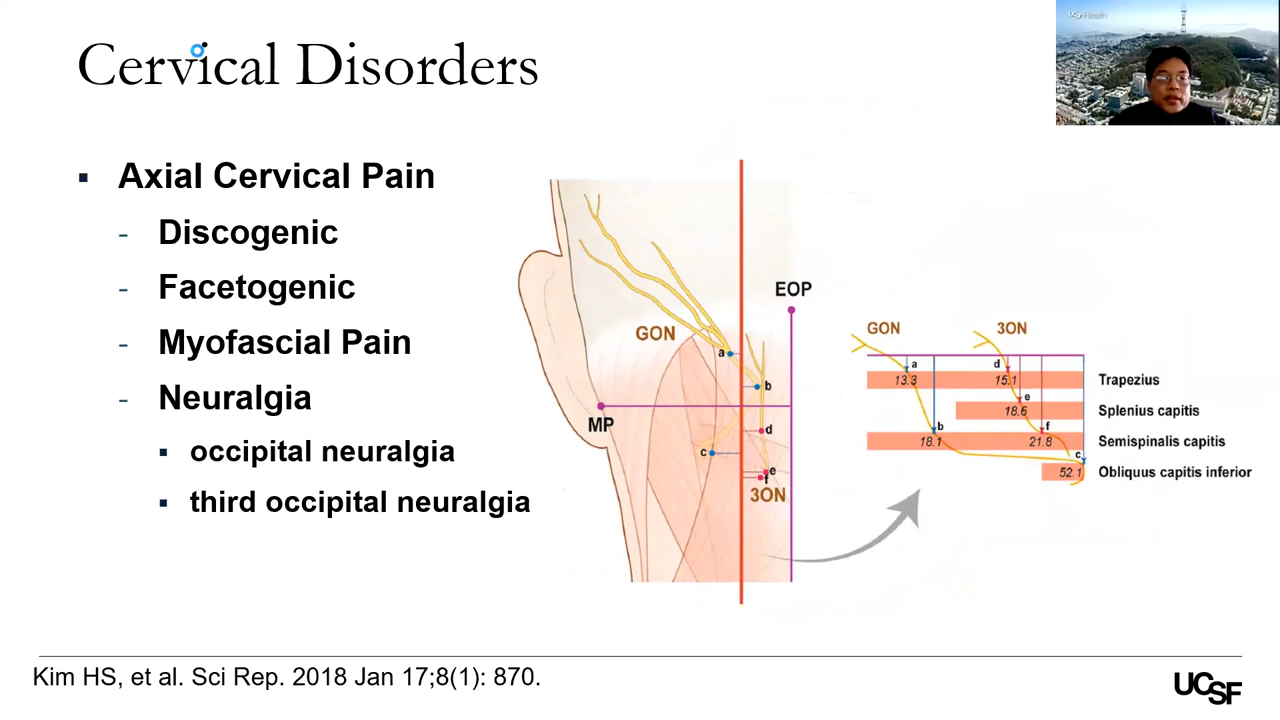 Cervical Disorders
UCSF Health
▪ Axial Cervical Pain
- Discogenic
- Facetogenic
- Myofascial Pain
- Neuralgia
▪ occipital neuralgia
▪ third occipital neuralgia
EOP
GON
a
b
MP
d
c
e
f
3ON
GON
3ON
a
d
13.3
15.1
Trapezius
e
18.6
Splenius capitis
b
f
18.1
21.8
Semispinalis capitis
c
52.1
Obliquus capitis inferior
Kim HS, et al. Sci Rep. 2018 Jan 17;8(1): 870.
UCSF